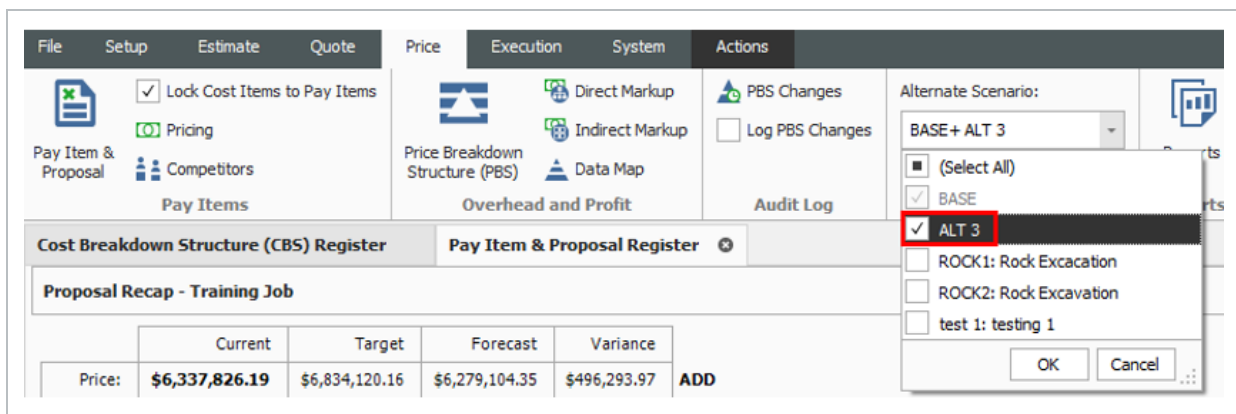 File Setup Estimate Quote Price Execution System Actions
Lock Cost Items to Pay Items
Pricing
Competitors
Pay Item &
Proposal
Pay Items
Price Breakdown
Structure (PBS)
Direct Markup
Indirect Markup
Data Map
Overhead and Profit
PBS Changes
Log PBS Changes
Audit Log
Alternate Scenario:
BASE+ ALT 3
(Select All)
BASE
ALT 3
ROCK1: Rock Excacation
ROCK2: Rock Excavation
test 1: testing 1
OK Cancel
Cost Breakdown Structure (CBS) Register Pay Item & Proposal Register
Proposal Recap - Training Job
Current Target Forecast Variance
Price: $6,337,826.19 $6,834,120.16 $6,279,104.35 $496,293.97 ADD